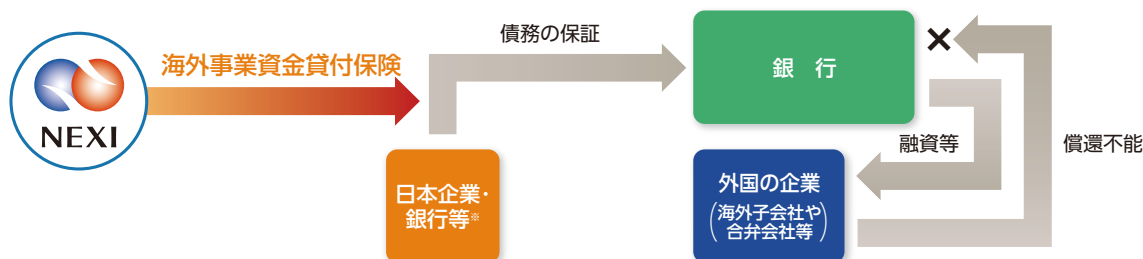 NEXI
海外事業資金貸付保険
債務の保証
銀 行
×
融資等
償還不能
日本企業・
銀行等※
外国の企業
(海外子会社や
合弁会社等)